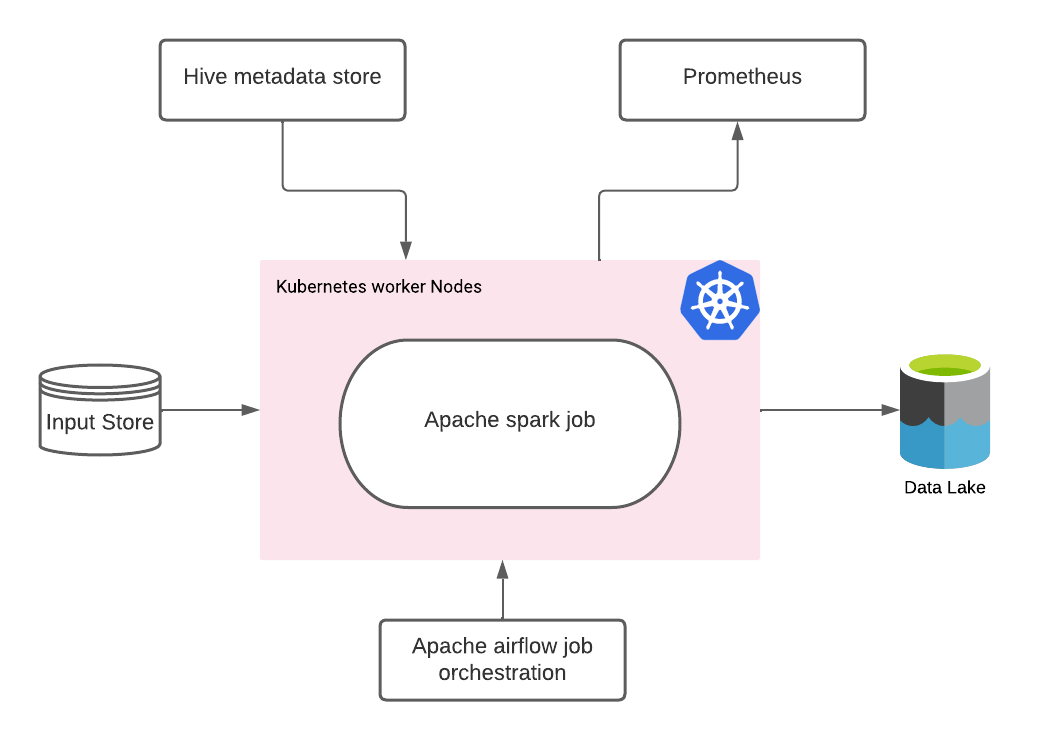 Hive metadata store
Prometheus
Kubernetes worker Nodes
Input Store
Apache spark job
Data Lake
Apache airflow job
orchestration